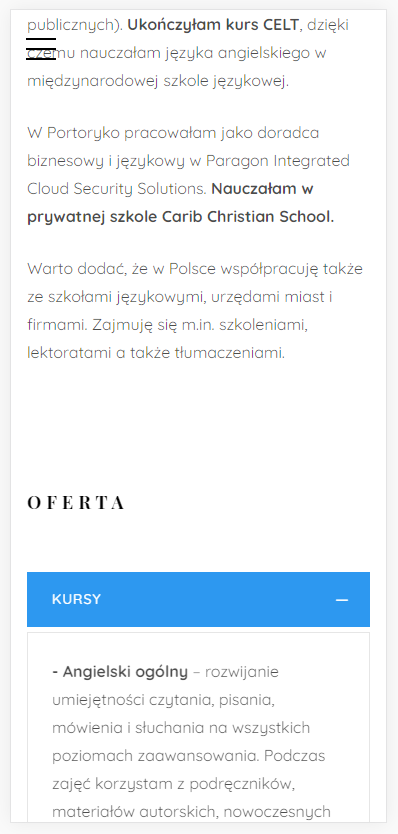 publicznych). Ukończyłam kurs CELT, dzięki
czemu nauczałam języka angielskiego w
międzynarodowej szkole językowej.
W Portoryko pracowałam jako doradca
biznesowy i językowy w Paragon Integrated
Cloud Security Solutions. Nauczałam w
prywatnej szkole Carib Christian School.
Warto dodać, że w Polsce współpracuję także
ze szkołami językowymi, urzędami miast i
firmami. Zajmuję się m.in. szkoleniami,
lektoratami a także tłumaczeniami.
OFERTA
KURSY
- Angielski ogólny – rozwijanie
umiejętności czytania, pisania,
mówienia i słuchania na wszystkich
poziomach zaawansowania. Podczas
zajęć korzystam z podręczników,
materiałów autorskich, nowoczesnych